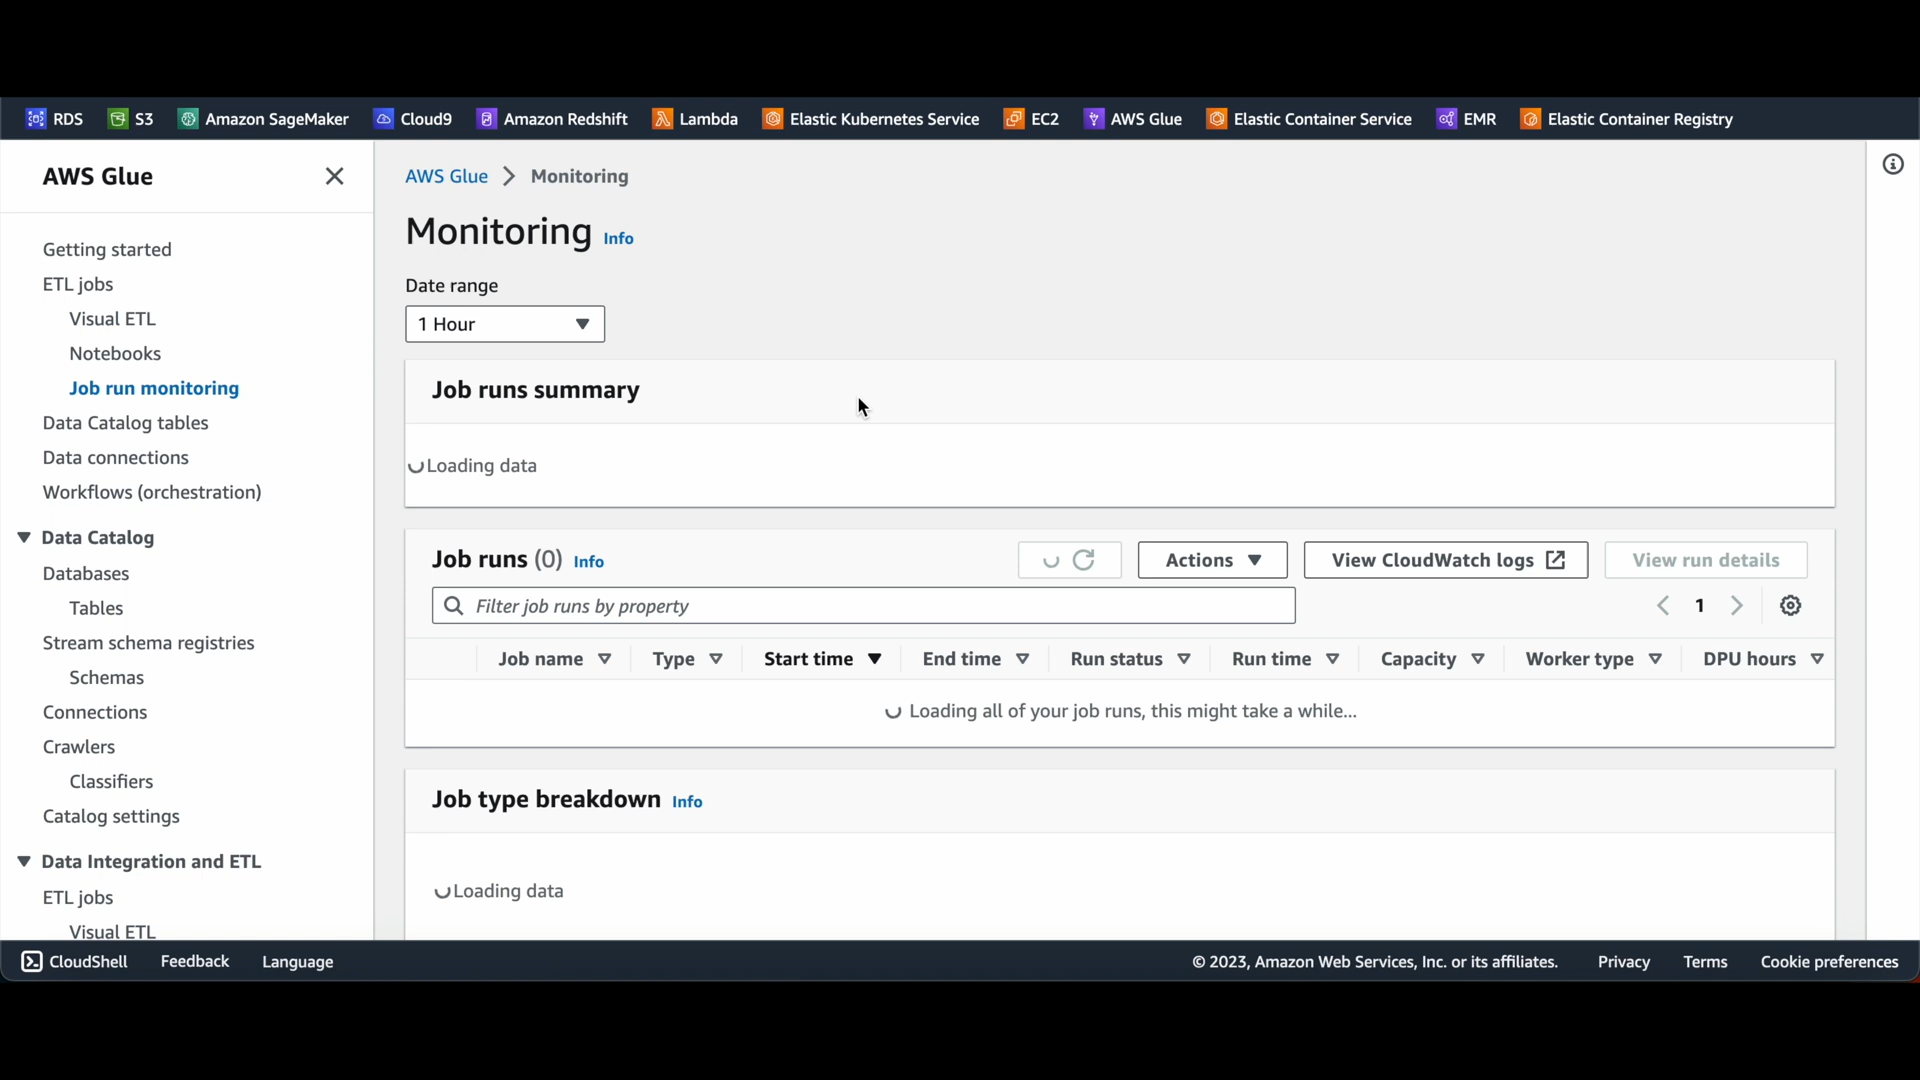 RDS S3 Amazon SageMaker Cloud9 Amazon Redshift Lambda Elastic Kubernetes Service EC2 AWS Glue Elastic Container Service EMR Elastic Container Registry
AWS Glue
Getting started
ETL jobs
Visual ETL
Notebooks
Job run monitoring
Data Catalog tables
Data connections
Workflows (orchestration)
Data Catalog
Databases
Tables
Stream schema registries
Schemas
Connections
Crawlers
Classifiers
Catalog settings
Data Integration and ETL
ETL jobs
Visual ETL
AWS Glue > Monitoring
Monitoring Info
Date range
1 Hour
Job runs summary
Loading data
Job runs (0) Info Actions View CloudWatch logs View run details
Filter job runs by property 1
Job name Type Start time End time Run status Run time Capacity Worker type DPU hours
Loading all of your job runs, this might take a while...
Job type breakdown Info
Loading data
CloudShell Feedback Language © 2023, Amazon Web Services, Inc. or its affiliates. Privacy Terms Cookie preferences